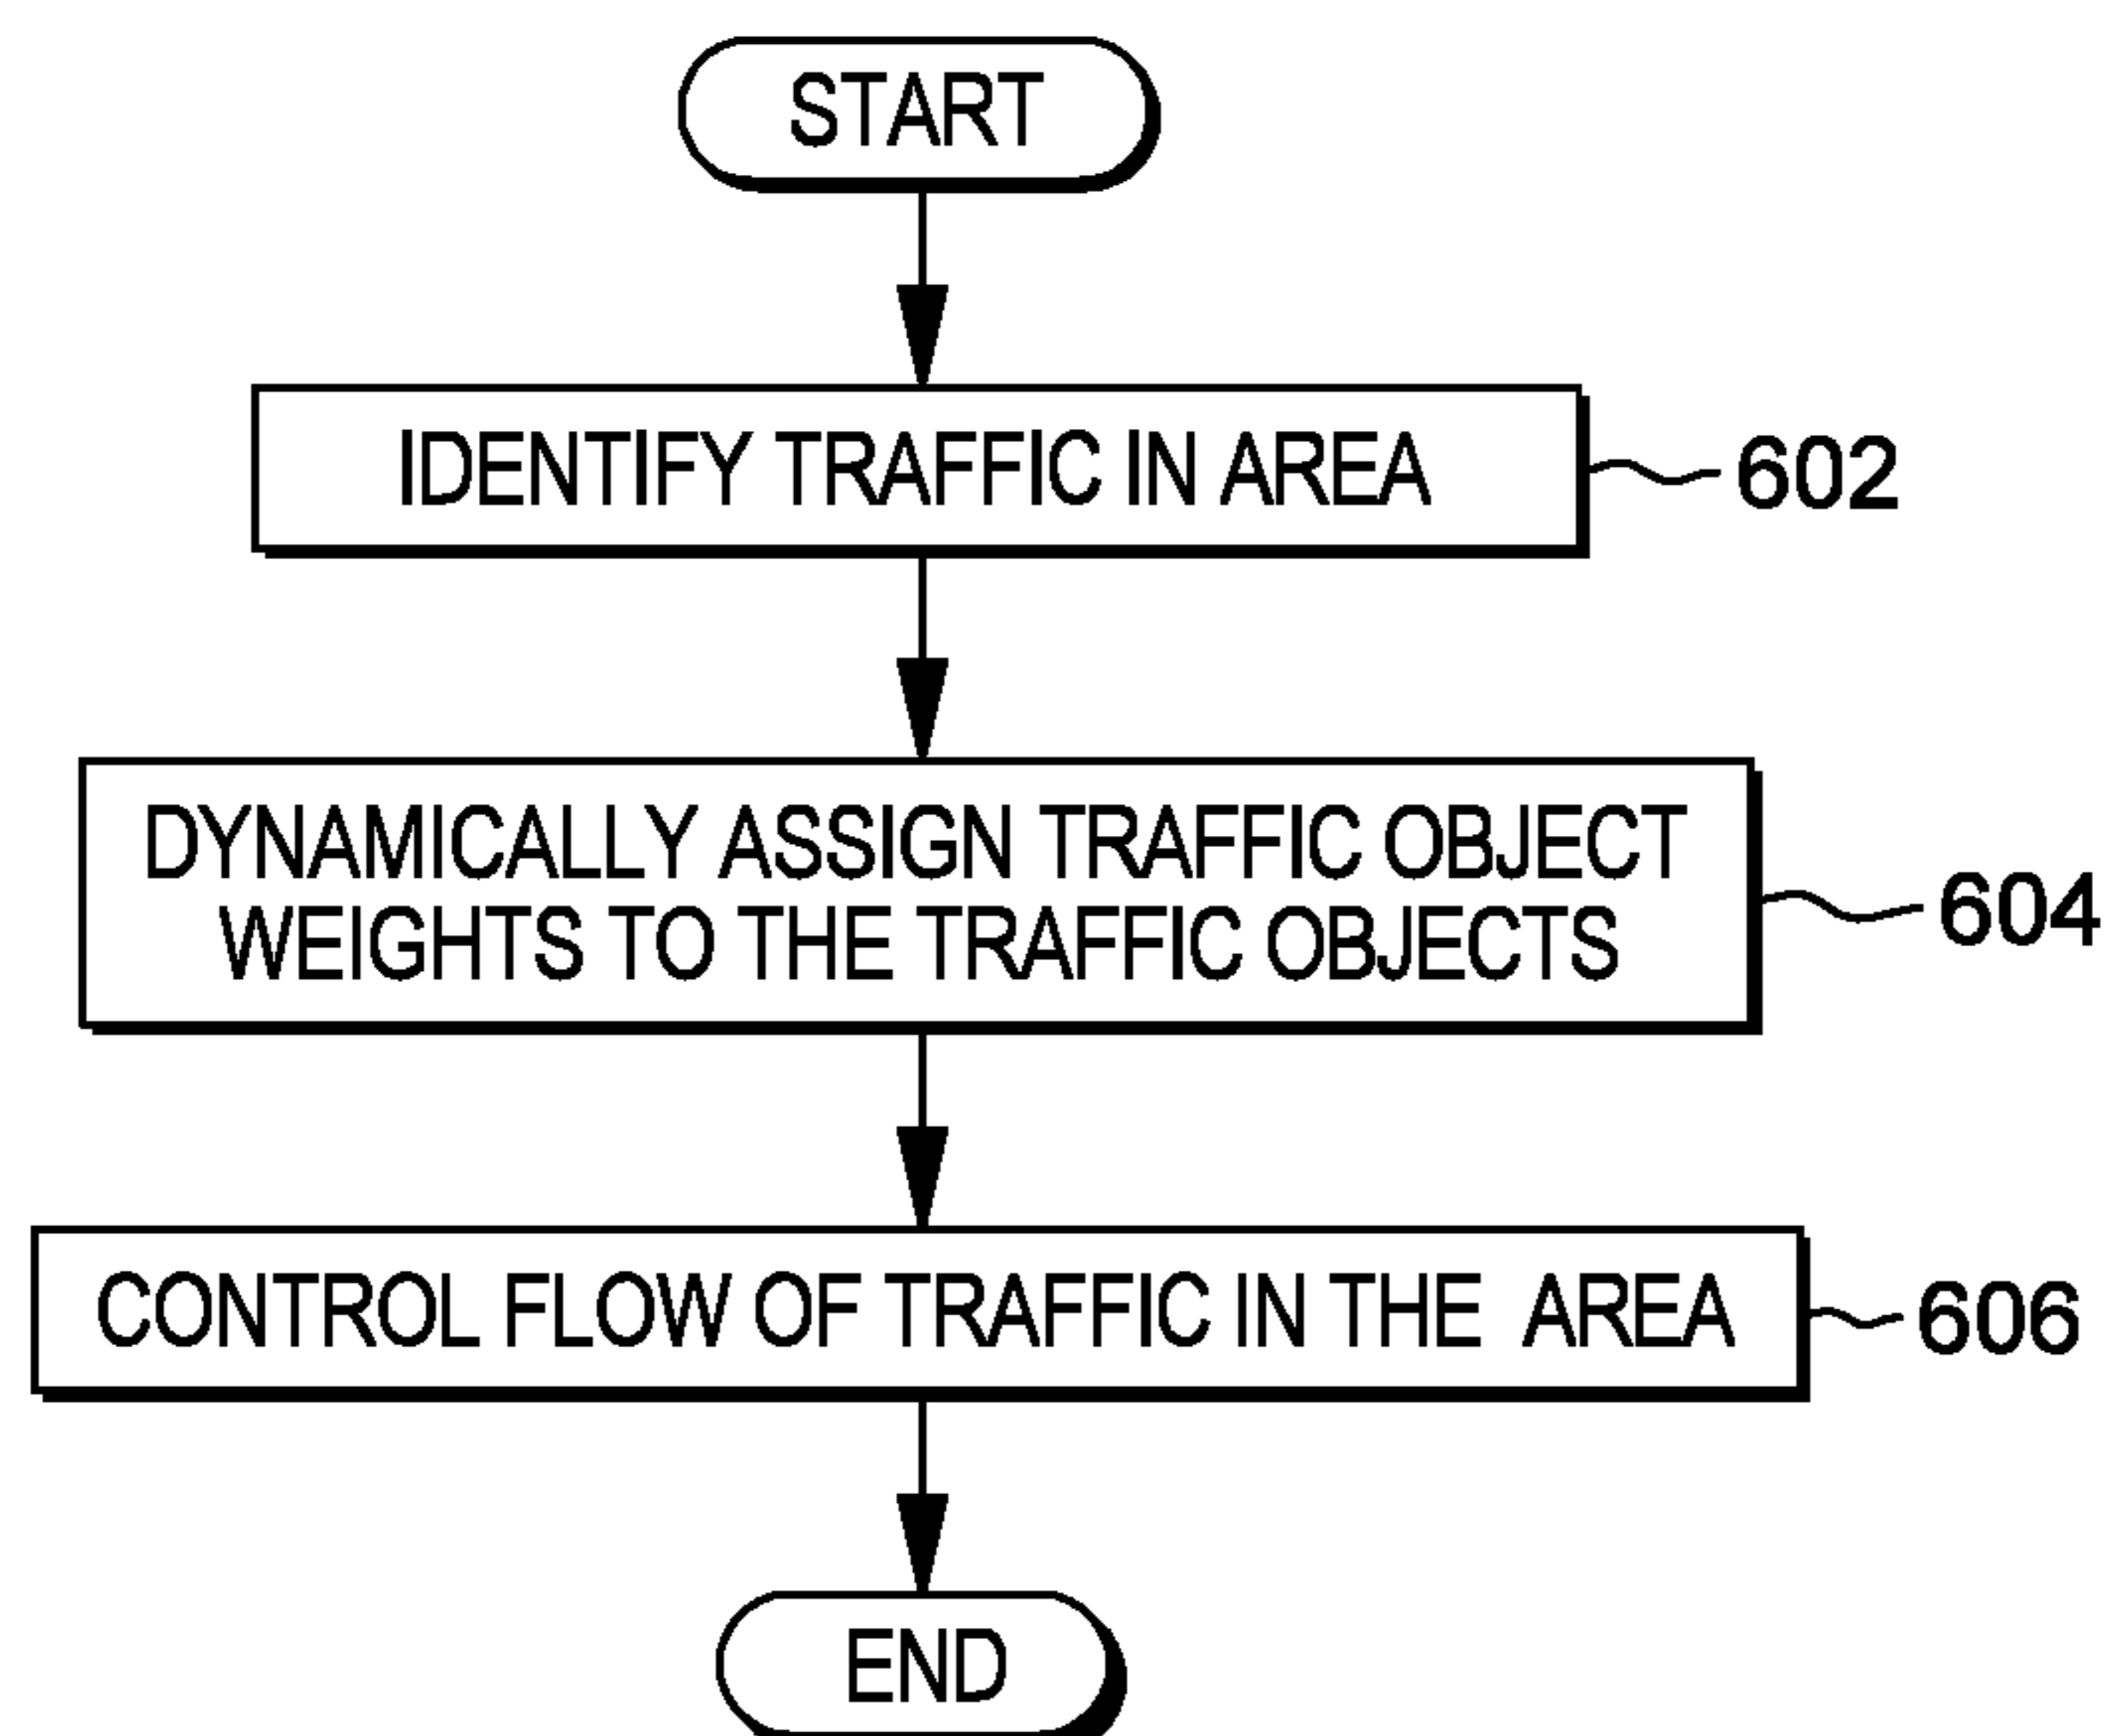 START
IDENTIFY TRAFFIC IN AREA
602
DYNAMICALLY ASSIGN TRAFFIC OBJECT
WEIGHTS TO THE TRAFFIC OBJECTS
604
CONTROL FLOW OF TRAFFIC IN THE AREA
606
END